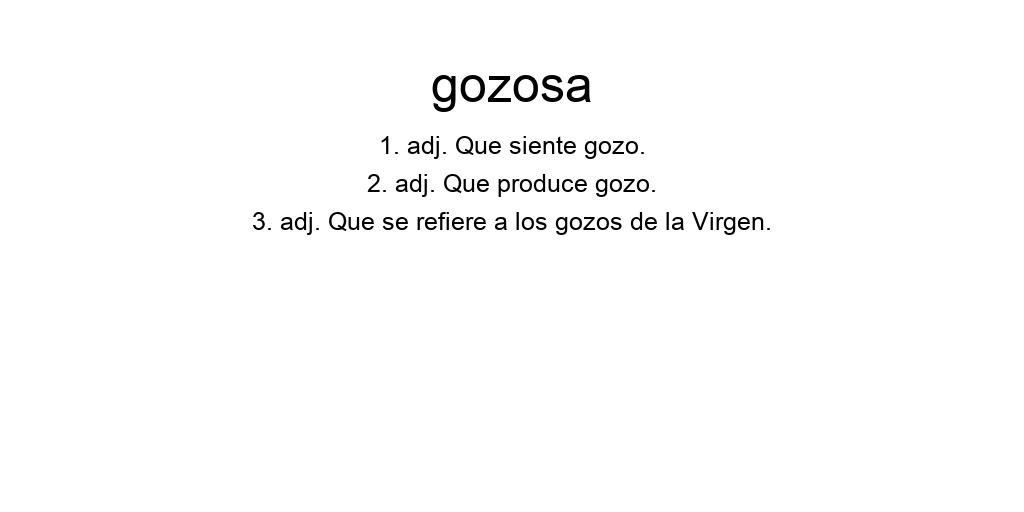 gozosa
1. adj. Que siente gozo.
2. adj. Que produce gozo.
3. adj. Que se refiere a los gozos de la Virgen.